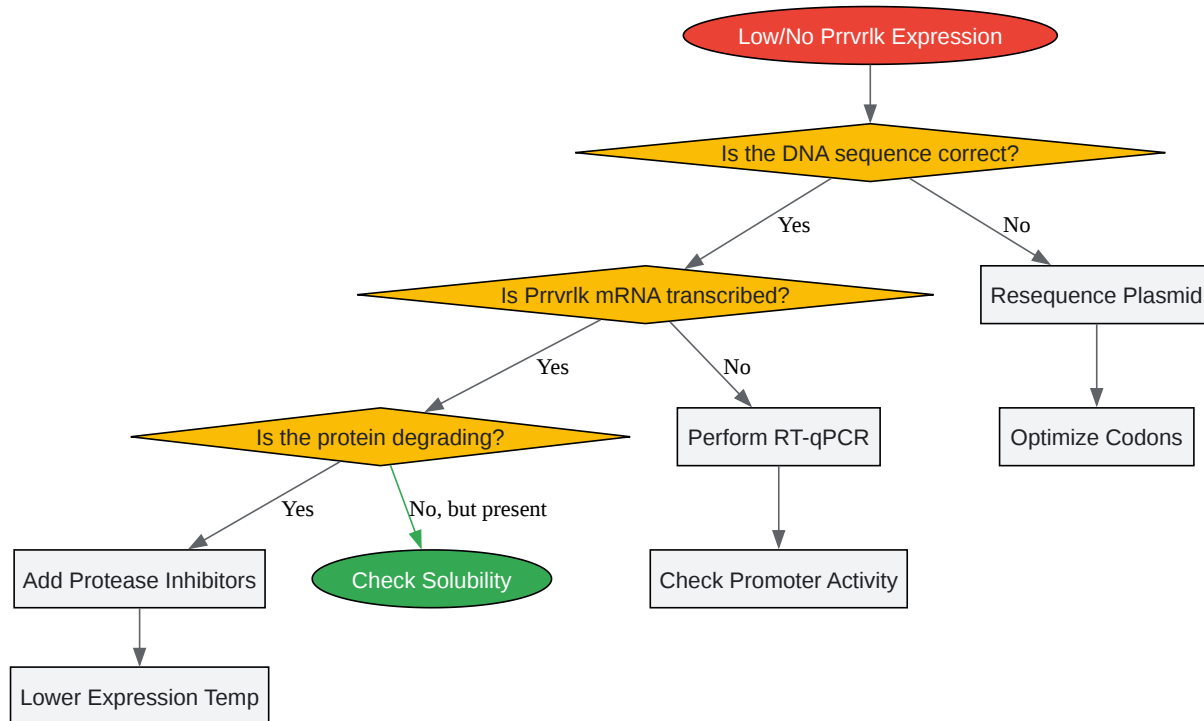 Low/No Prrvrlk Expression
Is the DNA sequence correct?
Yes
No
Is Prrvrlk mRNA transcribed?
Resequence Plasmid
Yes
No
Is the protein degrading?
Perform RT-qPCR
Optimize Codons
Yes
No, but present
Add Protease Inhibitors
Check Solubility
Check Promoter Activity
Lower Expression Temp